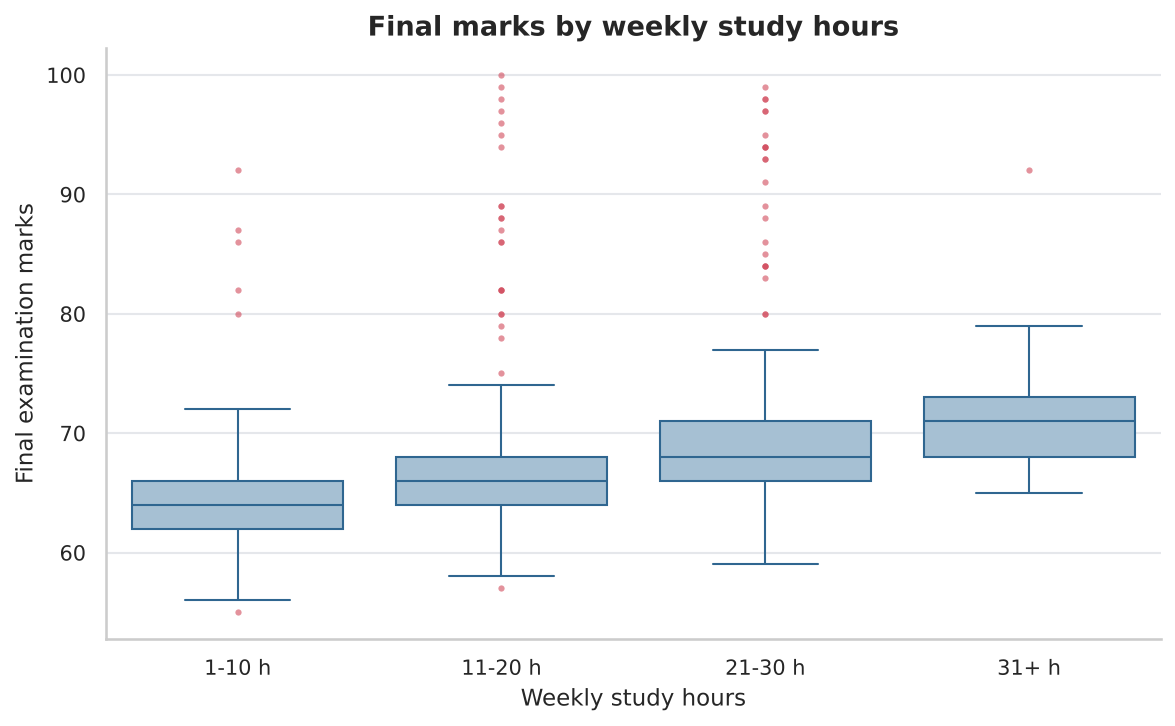 Final marks by weekly study hours
Final examination marks
100
90
80
70
60
1-10 h
11-20 h
21-30 h
31+ h
Weekly study hours